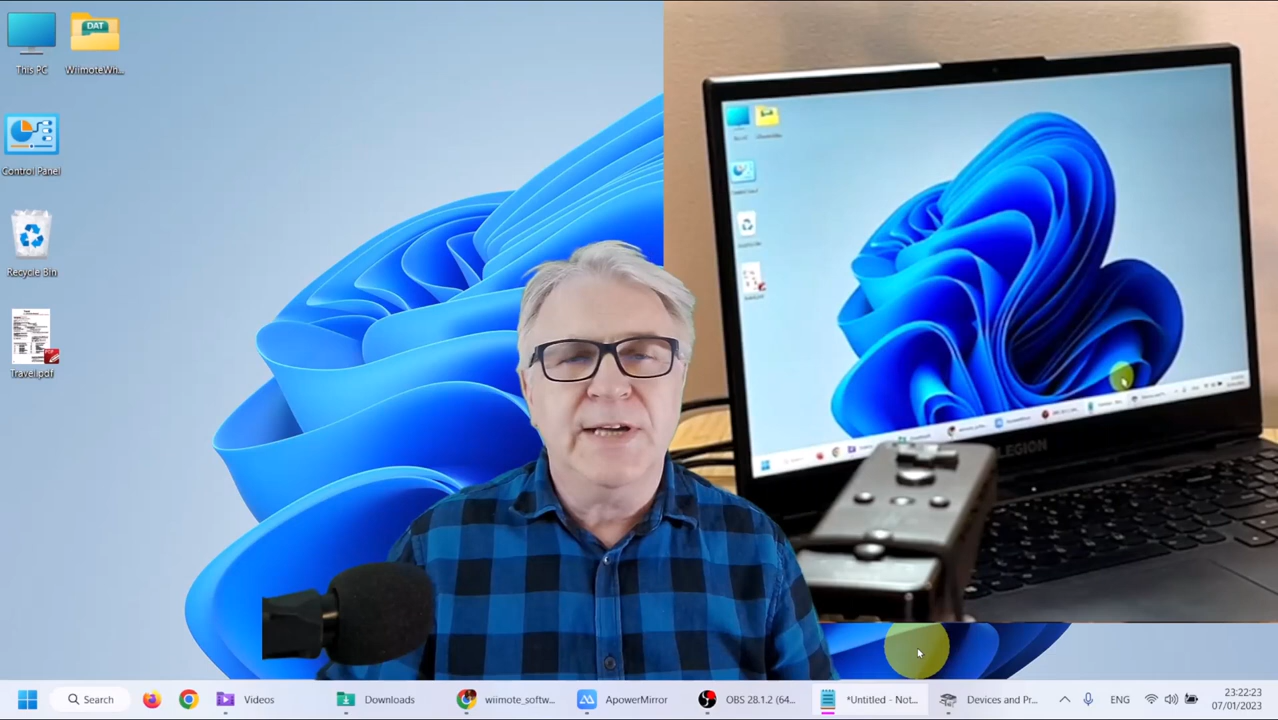 This PC
DAT
WiimoteWh...
Control Panel
Recycle Bin
PDF
Travel.pdf
LEGION
Search
Videos
Downloads
wiimote_softw...
ApowerMirror
OBS 28.1.2 (64...
*Untitled - Not...
Devices and Pr...
ENG
23:22:23
07/01/2023